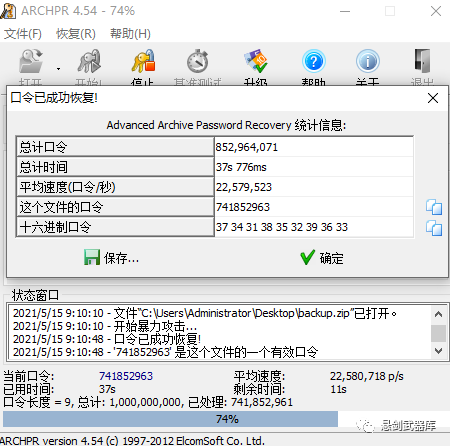 ARCHPR 4.54 - 74%
文件(F) 恢复(R) 帮助(H)
打开 开始! 停止 基准测试 升级 帮助 关于 退出
口令已成功恢复!
Advanced Archive Password Recovery 统计信息:
总计口令 852,964,071
总计时间 37s 776ms
平均速度(口令/秒) 22,579,523
这个文件的口令 741852963
十六进制口令 37 34 31 38 35 32 39 36 33
保存... 确定
状态窗口
2021/5/15 9:10:10 - 文件"C:\Users\Administrator\Desktop\backup.zip"已打开。
2021/5/15 9:10:10 - 开始暴力攻击...
2021/5/15 9:10:48 - 口令已成功恢复!
2021/5/15 9:10:48 - '741852963' 是这个文件的一个有效口令
当前口令: 741852963 平均速度: 22,580,718 p/s
已用时间: 37s 剩余时间: 11s
口令长度 = 9, 总计: 1,000,000,000, 已处理: 741,852,961
74%
悬剑武器库
ARCHPR version 4.54 (c) 1997-2012 ElcomSoft Co. Ltd.